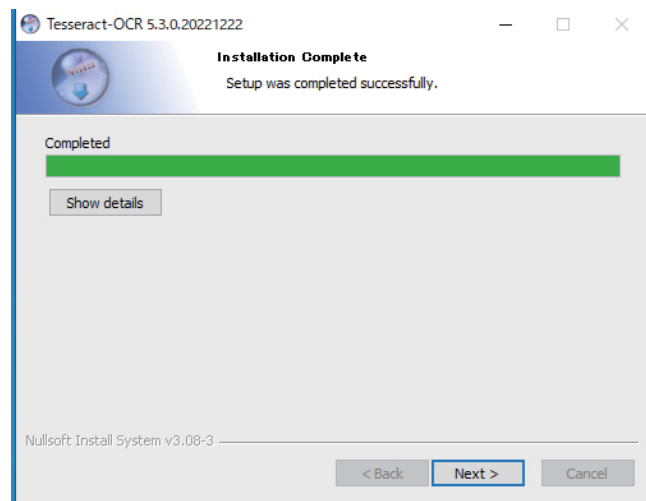 Tesseract-OCR 5.3.0.20221222
Installation Complete
Setup was completed successfully.
Completed
Show details
Nullsoft Install System v3.08-3
< Back
Next >
Cancel